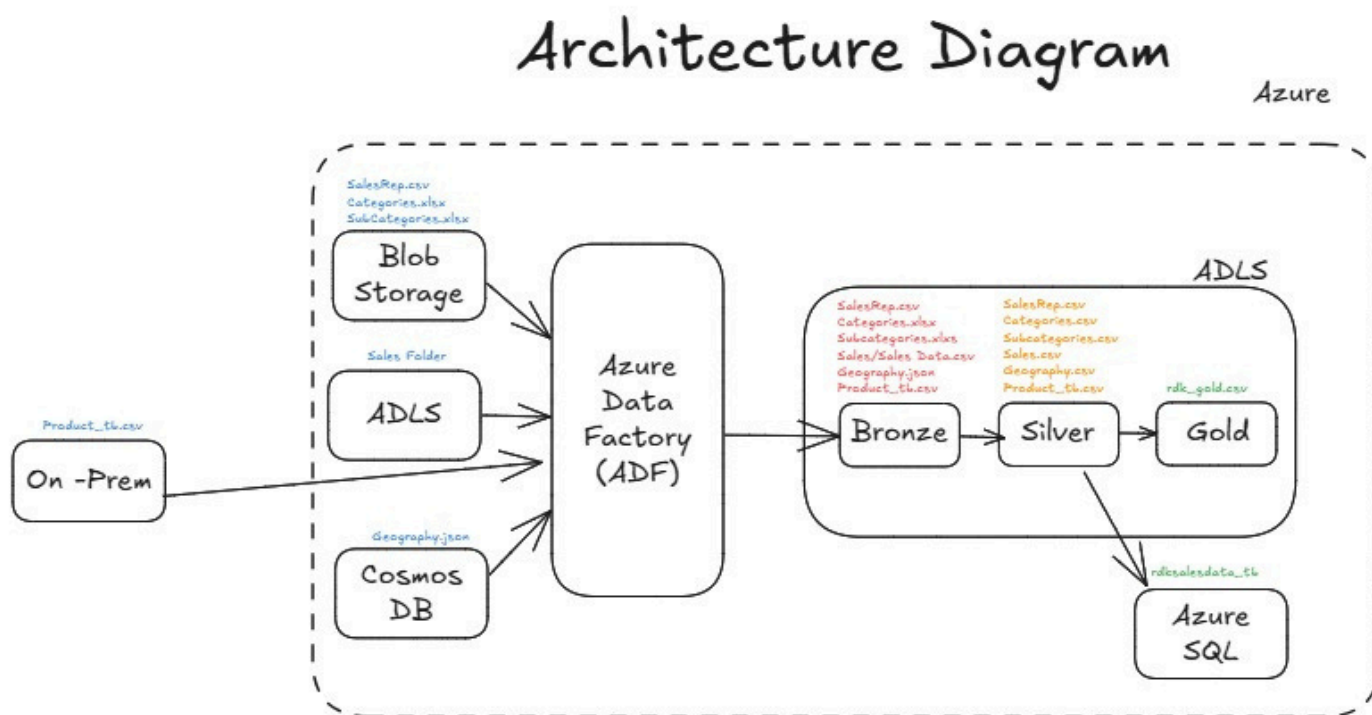 Architecture Diagram
Azure
SalesRep.csv
Categories.xlsx
SubCategories.xlsx
Blob
Storage
Sales Folder
ADLS
Product_tb.csv
On -Prem
Geography.json
Cosmos
DB
Azure
Data
Factory
(ADF)
ADLS
SalesRep.csv
Categories.xlsx
Subcategories.xlxs
Sales/Sales Data.csv
Geography.json
Product_tb.csv
Bronze
SalesRep.csv
Categories.csv
Subcategories.csv
Sales.csv
Geography.csv
Product_tb.csv
Silver
rdk_gold.csv
Gold
rdksalesdata_tb
Azure
SQL